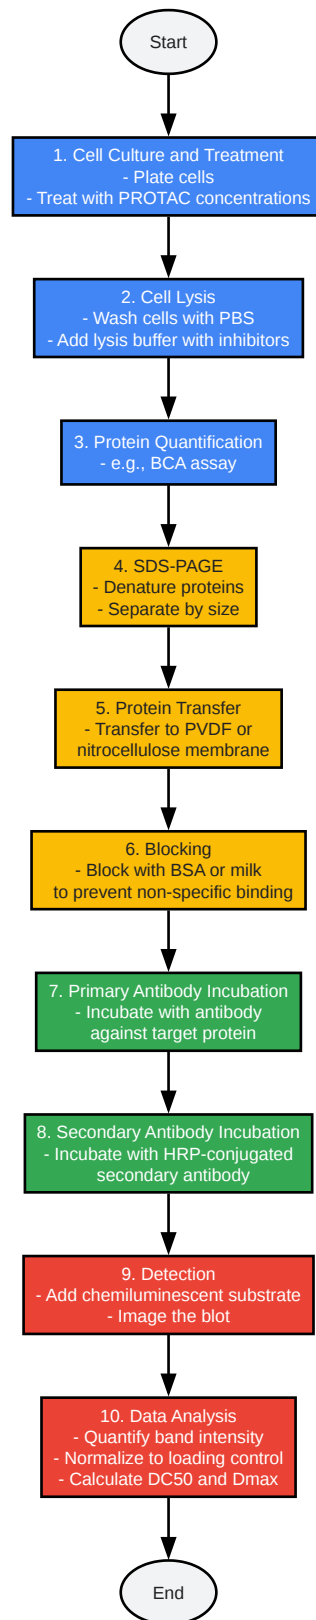 Start
1. Cell Culture and Treatment
- Plate cells
- Treat with PROTAC concentrations
2. Cell Lysis
- Wash cells with PBS
- Add lysis buffer with inhibitors
3. Protein Quantification
- e.g., BCA assay
4. SDS-PAGE
- Denature proteins
- Separate by size
5. Protein Transfer
- Transfer to PVDF or
nitrocellulose membrane
6. Blocking
- Block with BSA or milk
to prevent non-specific binding
7. Primary Antibody Incubation
- Incubate with antibody
against target protein
8. Secondary Antibody Incubation
- Incubate with HRP-conjugated
secondary antibody
9. Detection
- Add chemiluminescent substrate
- Image the blot
10. Data Analysis
- Quantify band intensity
- Normalize to loading control
- Calculate DC50 and Dmax
End